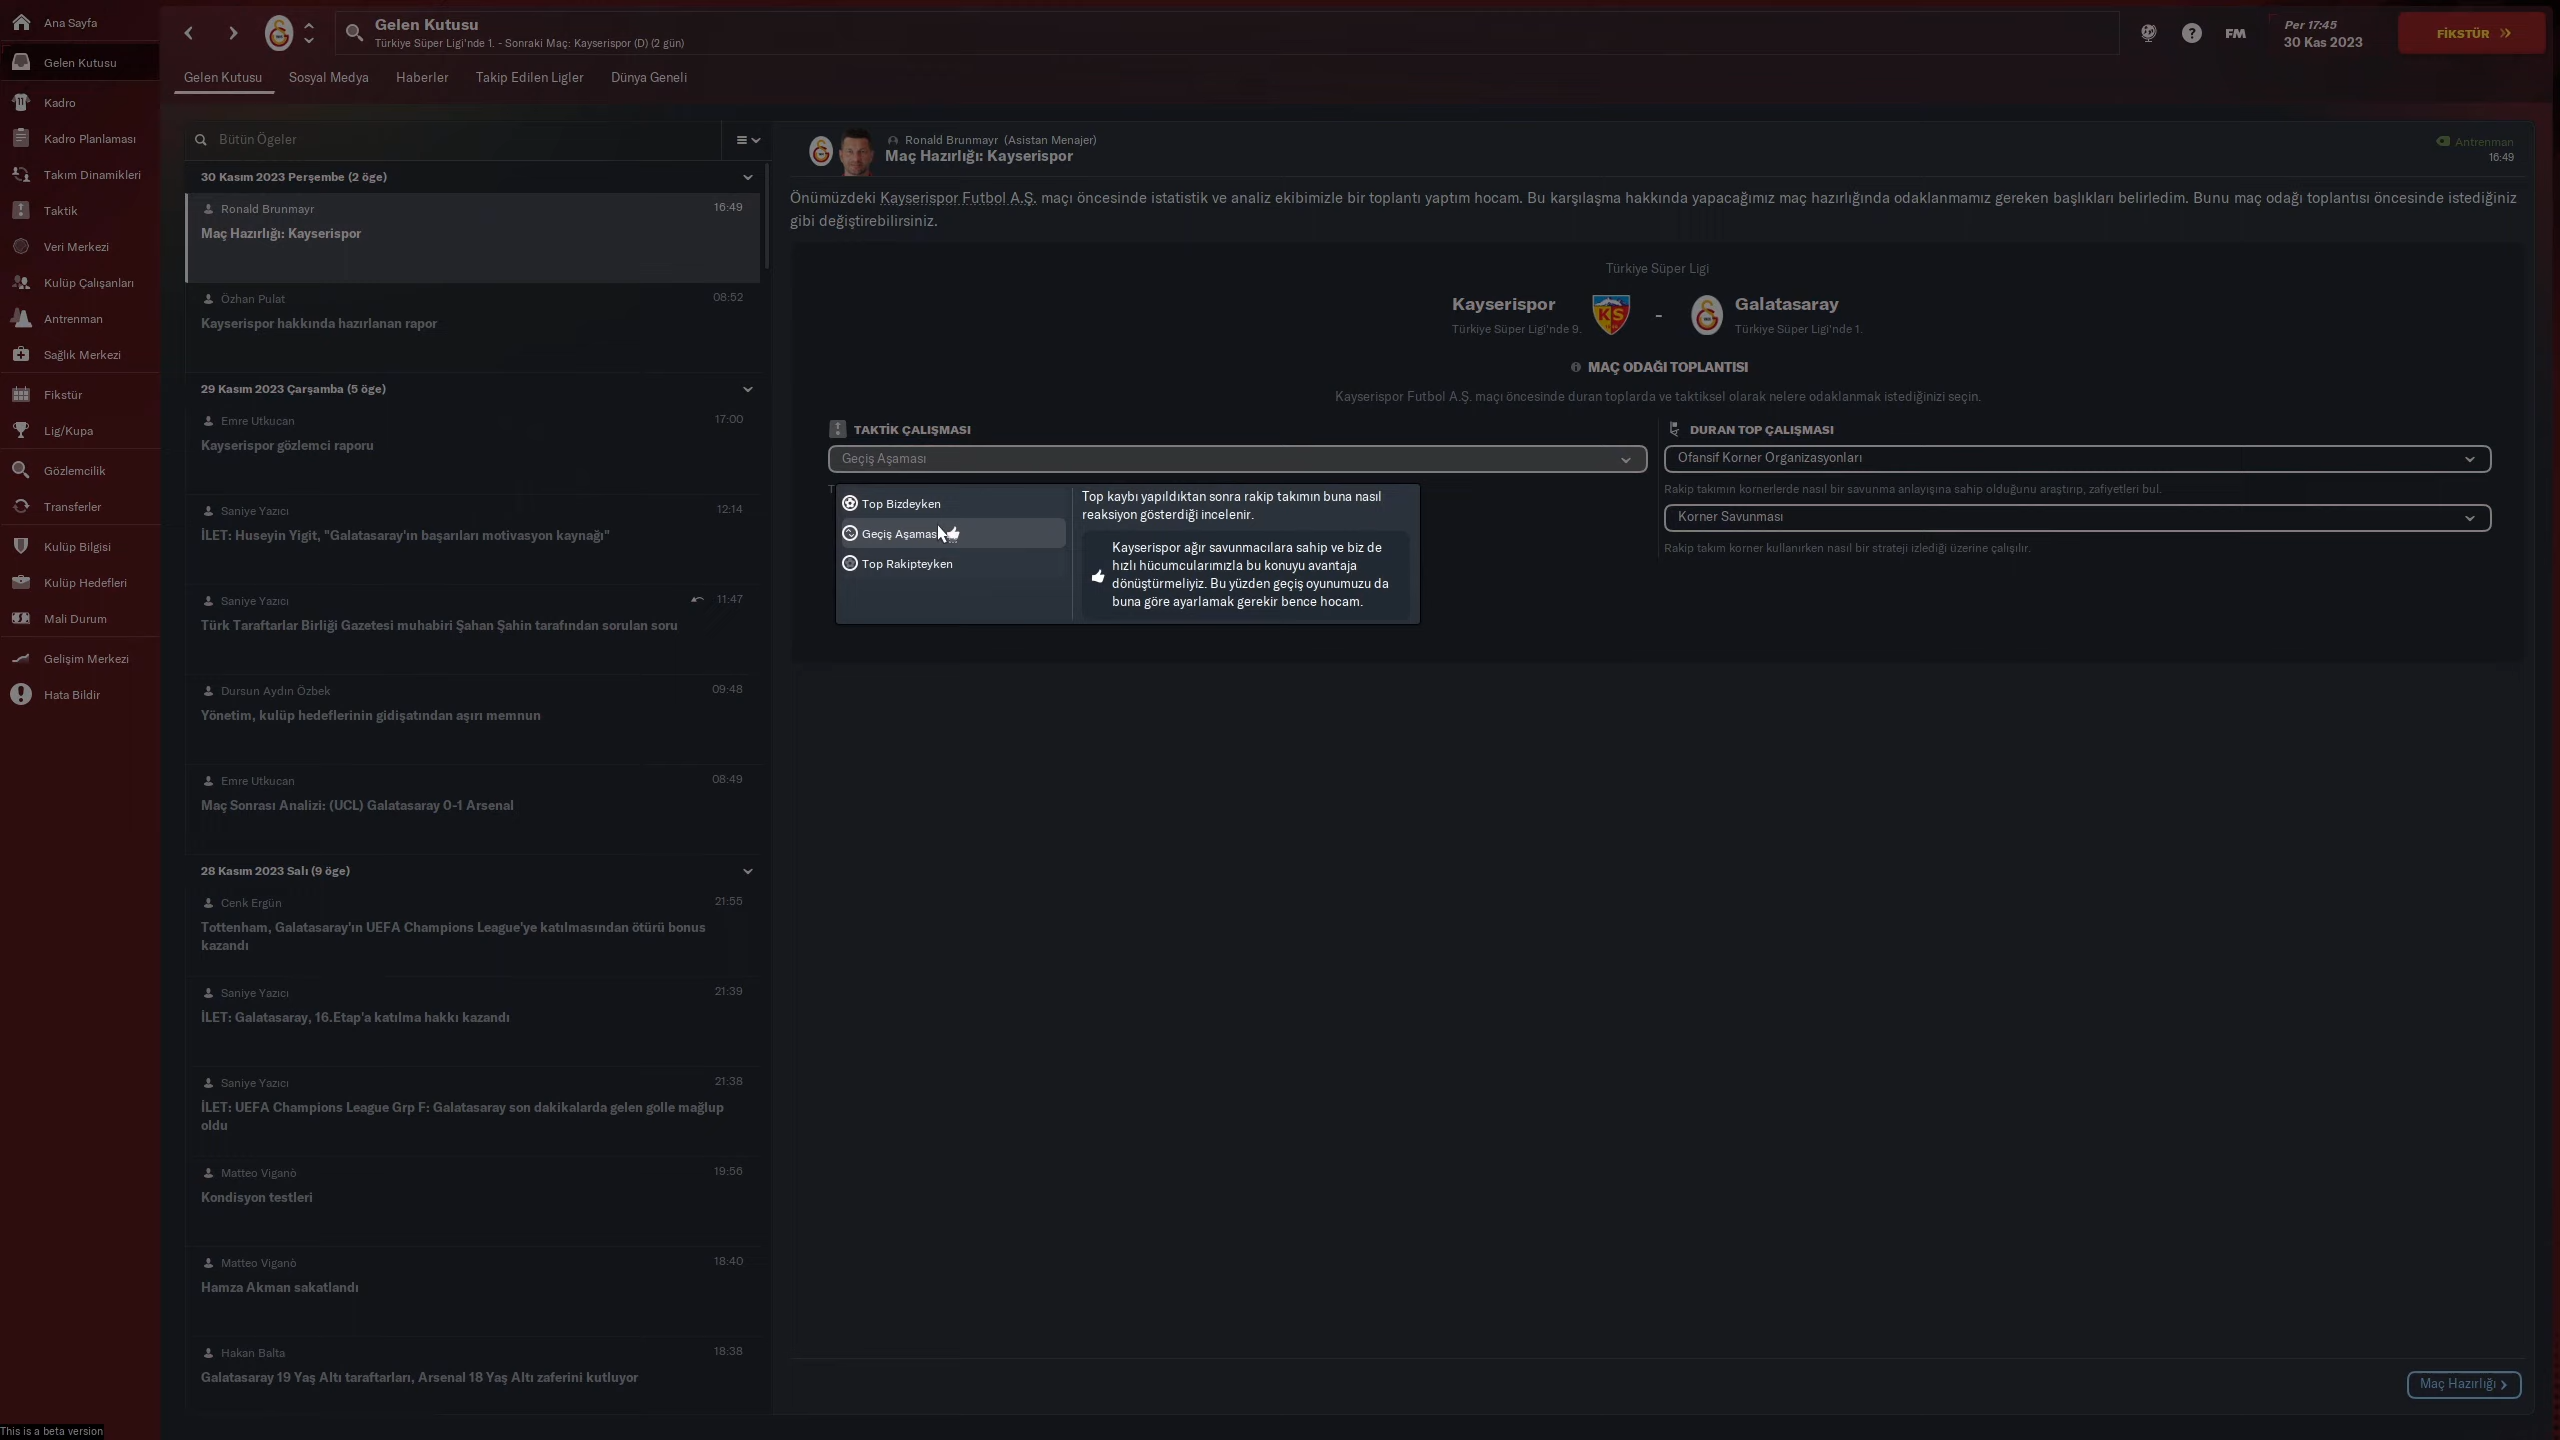 Ana Sayfa
Gelen Kutusu
Kadro
Kadro Planlaması
Takım Dinamikleri
Taktik
Veri Merkezi
Kulüp Çalışanları
Antrenman
Sağlık Merkezi
Fikstür
Lig/Kupa
Gözlemcilik
Transferler
Kulüp Bilgisi
Kulüp Hedefleri
Mali Durum
Gelişim Merkezi
Hata Bildir
This is a beta version
Gelen Kutusu
Türkiye Süper Ligi'nde 1. - Sonraki Maç: Kayserispor (D) (2 gün)
FM
Per 17:45
30 Kas 2023
FİKSTÜR
Gelen Kutusu Sosyal Medya Haberler Takip Edilen Ligler Dünya Geneli
Bütün Ögeler
30 Kasım 2023 Perşembe (2 öge)
Ronald Brunmayr 16:49
Maç Hazırlığı: Kayserispor
Özhan Pulat 08:52
Kayserispor hakkında hazırlanan rapor
29 Kasım 2023 Çarşamba (5 öge)
Emre Utkucan 17:00
Kayserispor gözlemci raporu
Saniye Yazıcı 12:14
İLET: Huseyin Yigit, "Galatasaray'ın başarıları motivasyon kaynağı"
Saniye Yazıcı 11:47
Türk Taraftarlar Birliği Gazetesi muhabiri Şahan Şahin tarafından sorulan soru
Dursun Aydın Özbek 09:48
Yönetim, kulüp hedeflerinin gidişatından aşırı memnun
Emre Utkucan 08:49
Maç Sonrası Analizi: (UCL) Galatasaray 0-1 Arsenal
28 Kasım 2023 Salı (9 öge)
Cenk Ergün 21:55
Tottenham, Galatasaray'ın UEFA Champions League'ye katılmasından ötürü bonus
kazandı
Saniye Yazıcı 21:39
İLET: Galatasaray, 16.Etap'a katılma hakkı kazandı
Saniye Yazıcı 21:38
İLET: UEFA Champions League Grp F: Galatasaray son dakikalarda gelen golle mağlup
oldu
Matteo Viganò 19:56
Kondisyon testleri
Matteo Viganò 18:40
Hamza Akman sakatlandı
Hakan Balta 18:38
Galatasaray 19 Yaş Altı taraftarları, Arsenal 18 Yaş Altı zaferini kutluyor
Ronald Brunmayr (Asistan Menajer)
Maç Hazırlığı: Kayserispor
Antrenman
16:49
Önümüzdeki Kayserispor Futbol A.Ş. maçı öncesinde istatistik ve analiz ekibimizle bir toplantı yaptım hocam. Bu karşılaşma hakkında yapacağımız maç hazırlığında odaklanmamız gereken başlıkları belirledim. Bunu maç odağı toplantısı öncesinde istediğiniz
gibi değiştirebilirsiniz.
Türkiye Süper Ligi
Kayserispor - Galatasaray
Türkiye Süper Ligi'nde 9. Türkiye Süper Ligi'nde 1.
MAÇ ODAĞI TOPLANTISI
Kayserispor Futbol A.Ş. maçı öncesinde duran toplarda ve taktiksel olarak nelere odaklanmak istediğinizi seçin.
TAKTİK ÇALIŞMASI
Geçiş Aşaması
Top Bizdeyken
Geçiş
Top Rakipteyken
Top kaybı yapıldıktan sonra rakip takımın buna nasıl
reaksiyon gösterdiği incelenir.
Kayserispor ağır savunmacılara sahip ve biz de
hızlı hücumcularımızla bu konuyu avantaja
dönüştürmeliyiz. Bu yüzden geçiş oyunumuzu da
buna göre ayarlamak gerekir bence hocam.
DURAN TOP ÇALIŞMASI
Ofansif Korner Organizasyonları
Rakip takımın kornerlerde nasıl bir savunma anlayışına sahip olduğunu araştırıp, zafiyetleri bul.
Korner Savunması
Rakip takım korner kullanırken nasıl bir strateji izlediği üzerine çalışılır.
Maç Hazırlığı